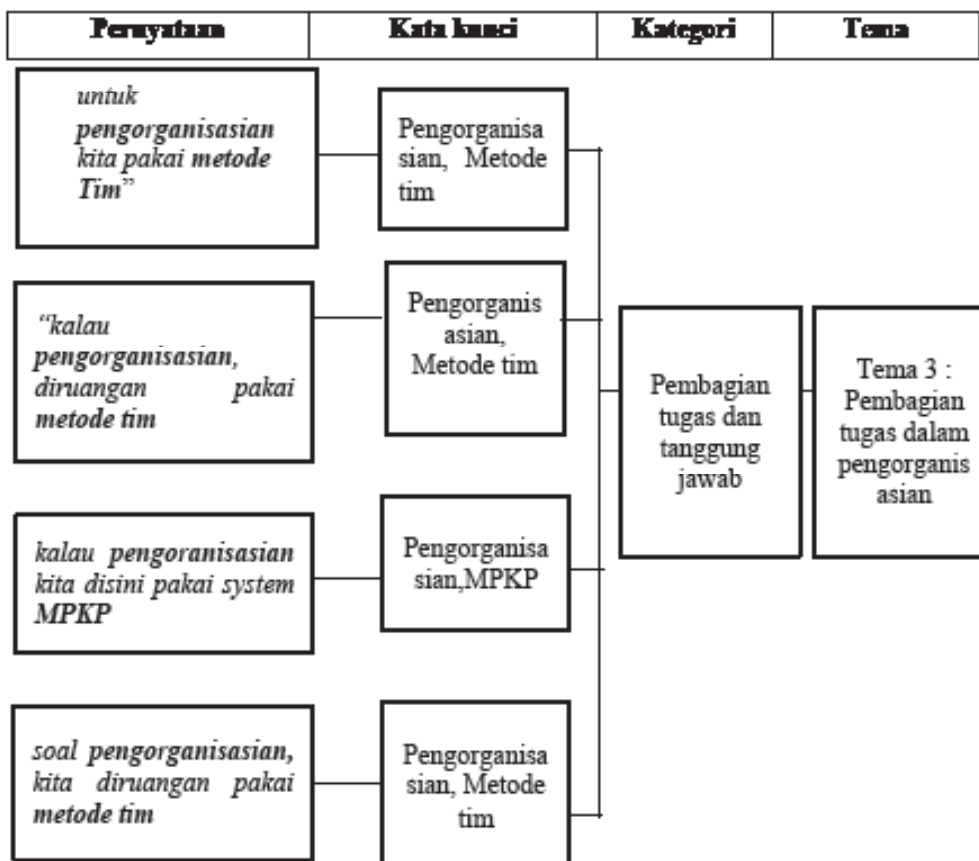 Pernyataan Kata kunci Kategori Tema
untuk
pengorganisasian
kita pakai metode
Tim”
Pengorganisa
sian, Metode
tim
“kalau
pengorganisasian,
diruangan pakai
metode tim
Pengorganis
asian,
Metode tim
kalau pengoranisasian
kita disini pakai system
MPKP
Pengorganisa
sian,MPKP
soal pengorganisasian,
kita diruangan pakai
metode tim
Pengorganisa
sian, Metode
tim
Pembagian
tugas dan
tanggung
jawab
Tema 3 :
Pembagian
tugas dalam
pengorganis
asian